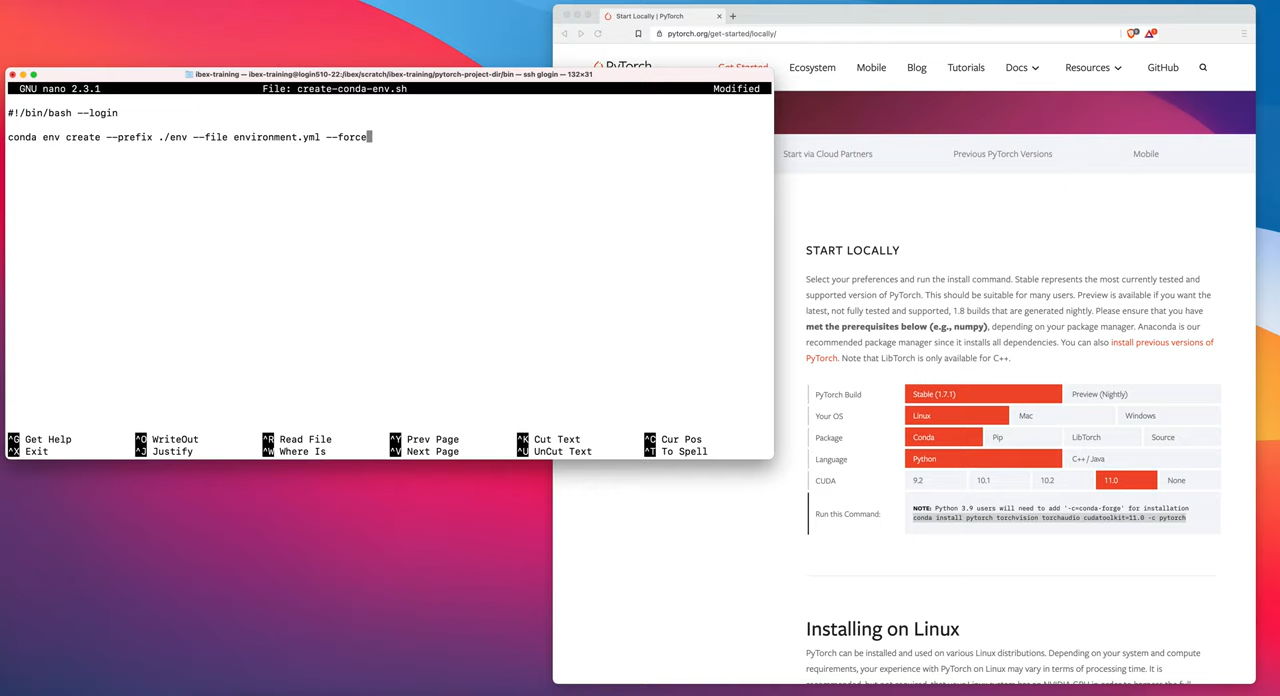 ibex-training — ibex-training@login510-22:/ibex/scratch/ibex-training/pytorch-project-dir/bin — ssh glogin — 132×31
GNU nano 2.3.1 File: create-conda-env.sh Modified
#!/bin/bash --login
conda env create --prefix ./env --file environment.yml --force
^G Get Help ^O WriteOut ^R Read File ^Y Prev Page ^K Cut Text ^C Cur Pos
^X Exit ^J Justify ^W Where Is ^V Next Page ^U UnCut Text ^T To Spell
Start Locally | PyTorch
pytorch.org/get-started/locally/
PyTorch Get Started Ecosystem Mobile Blog Tutorials Docs Resources GitHub
Start via Cloud Partners Previous PyTorch Versions Mobile
START LOCALLY
Select your preferences and run the install command. Stable represents the most currently tested and
supported version of PyTorch. This should be suitable for many users. Preview is available if you want the
latest, not fully tested and supported, 1.8 builds that are generated nightly. Please ensure that you have
met the prerequisites below (e.g., numpy), depending on your package manager. Anaconda is our
recommended package manager since it installs all dependencies. You can also install previous versions of
PyTorch. Note that LibTorch is only available for C++.
PyTorch Build Stable (1.7.1) Preview (Nightly)
Your OS Linux Mac Windows
Package Conda Pip LibTorch Source
Language Python C++ / Java
CUDA 9.2 10.1 10.2 11.0 None
Run this Command:
NOTE: Python 3.9 users will need to add '-c=conda-forge' for installation
conda install pytorch torchvision torchaudio cudatoolkit=11.0 -c pytorch
Installing on Linux
PyTorch can be installed and used on various Linux distributions. Depending on your system and compute
requirements, your experience with PyTorch on Linux may vary in terms of processing time. It is